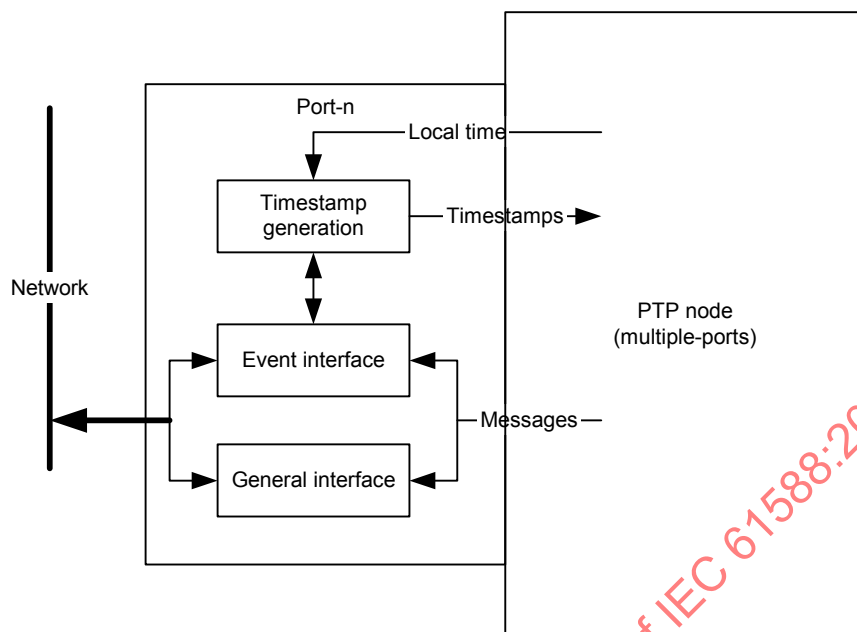 Port-n
Local time
Timestamp
generation
Timestamps
Network
PTP node
(multiple-ports)
Event interface
Messages
General interface
of IEC 61588:20